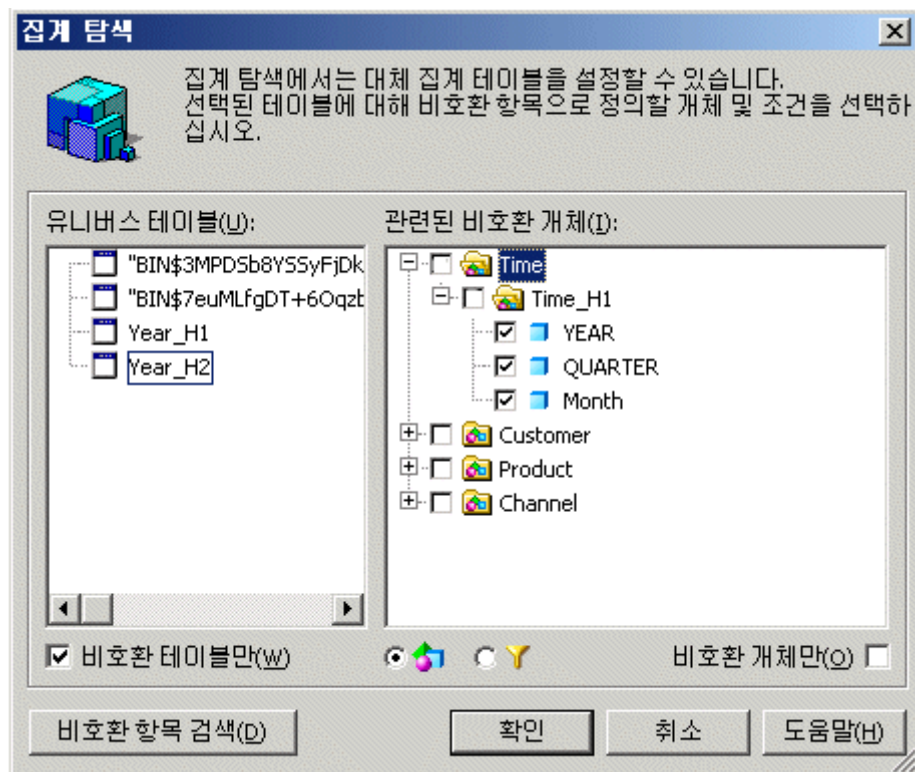 집계 탐색
집계 탐색에서는 대체 집계 테이블을 설정할 수 있습니다.
선택된 테이블에 대해 비호환 항목으로 정의할 개체 및 조건을 선택하
십시오.
유니버스 테이블(U):
"BIN$3MPDSb8YSSyFjDk
"BIN$7euMLfgDT+6Oqzb
Year_H1
Year_H2
관련된 비호환 개체(I):
Time
Time_H1
YEAR
QUARTER
Month
Customer
Product
Channel
비호환 테이블만(W)
비호환 개체만(O)
비호환 항목 검색(D)
확인
취소
도움말(H)